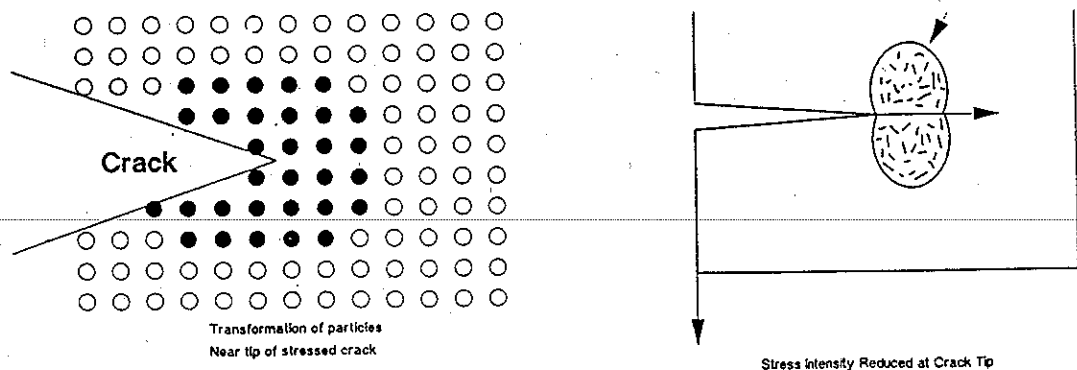 Crack
Transformation of particles
Near tip of stressed crack
Stress Intensity Reduced at Crack Tip